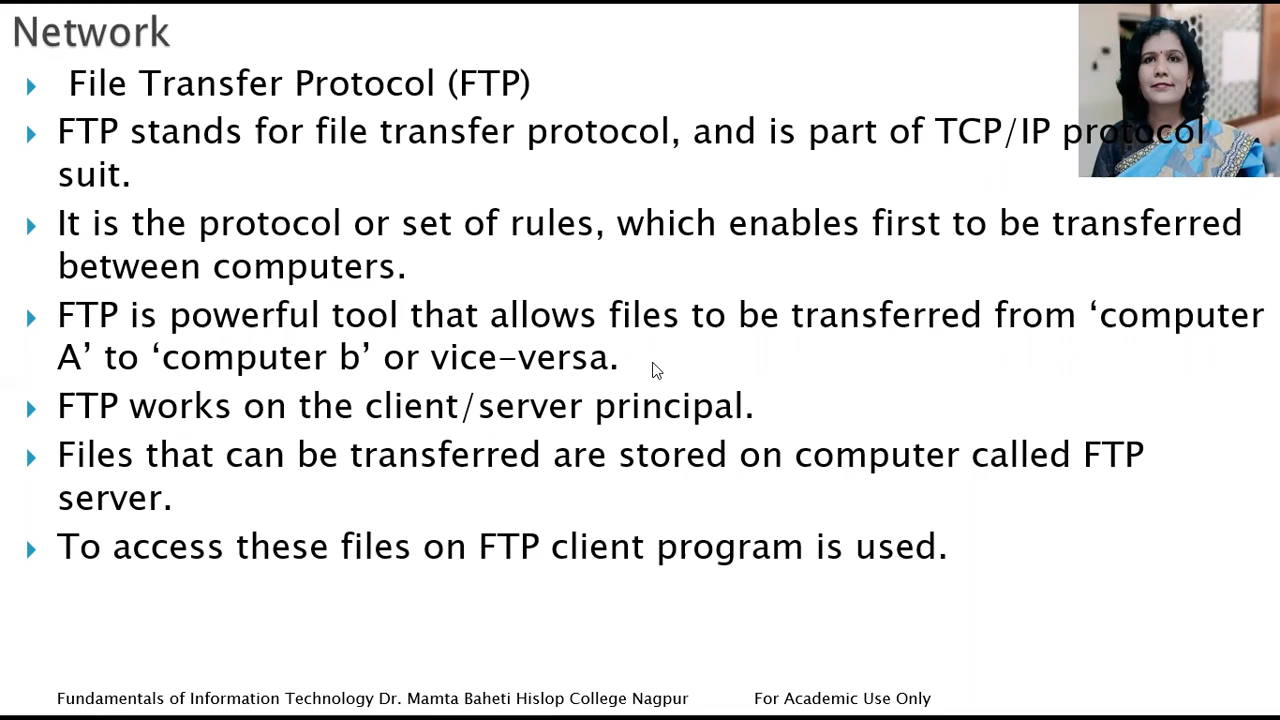 Network
File Transfer Protocol (FTP)
FTP stands for file transfer protocol, and is part of TCP/IP protocol
suit.
It is the protocol or set of rules, which enables first to be transferred
between computers.
FTP is powerful tool that allows files to be transferred from ‘computer
A’ to ‘computer b’ or vice-versa.
FTP works on the client/server principal.
Files that can be transferred are stored on computer called FTP
server.
To access these files on FTP client program is used.
Fundamentals of Information Technology Dr. Mamta Baheti Hislop College Nagpur For Academic Use Only